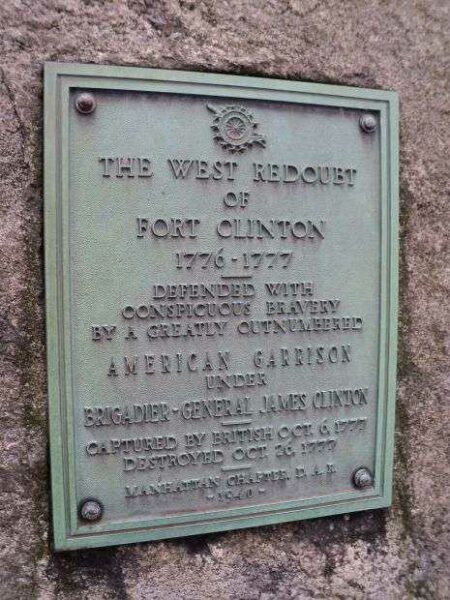 THE WEST REDOUBT
OF
FORT CLINTON
1776-1777
DEFENDED WITH
CONSPICUOUS BRAVERY
BY A GREATLY OUTNUMBERED
AMERICAN GARRISON
UNDER
BRIGADIER-GENERAL JAMES CLINTON
CAPTURED BY BRITISH OCT. 6, 1777
DESTROYED OCT. 26, 1777
MANHATTAN CHAPTER, D. A. R.
-1940-